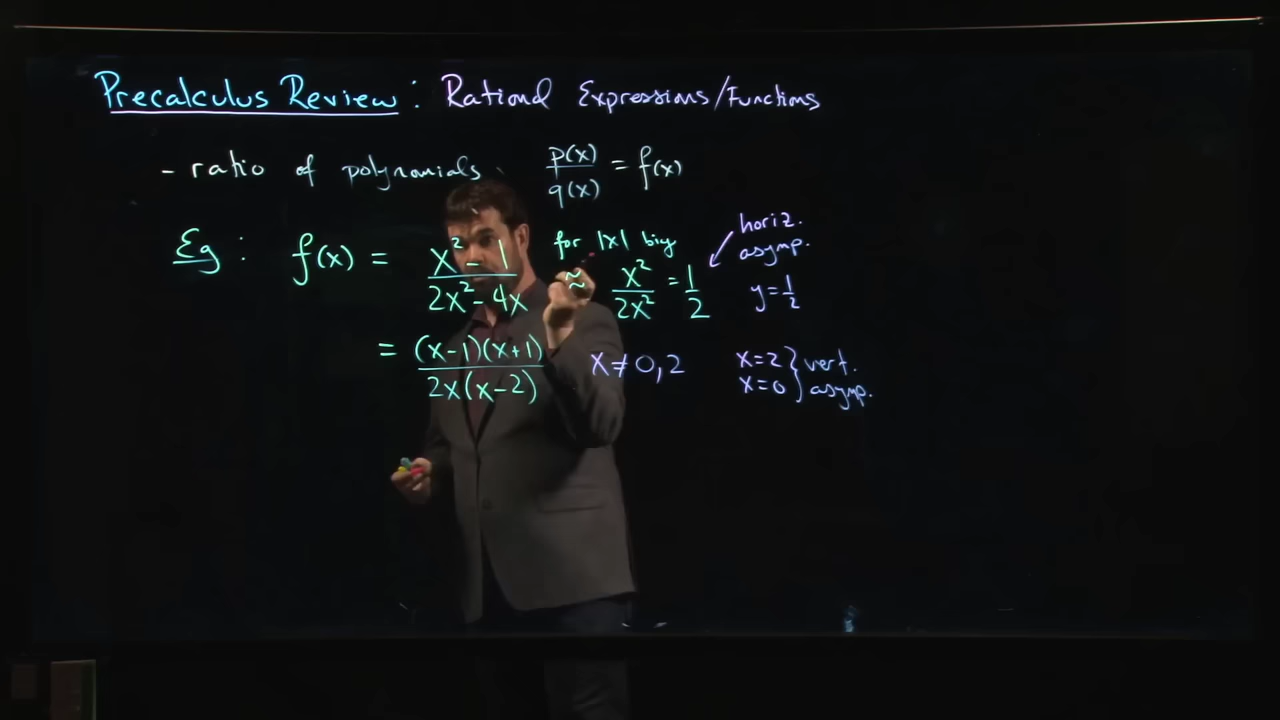 Precalculus Review: Rational Expressions/Functions
- ratio of polynomials. p(x)/q(x) = f(x)
Eg: f(x) = (x² - 1)/(2x² - 4x) ≈ x²/2x² = 1/2
for |x| big
horiz. asymp.
y = 1/2
= (x-1)(x+1)/2x(x-2) x ≠ 0, 2
x=2
x=0
} vert. asymp.